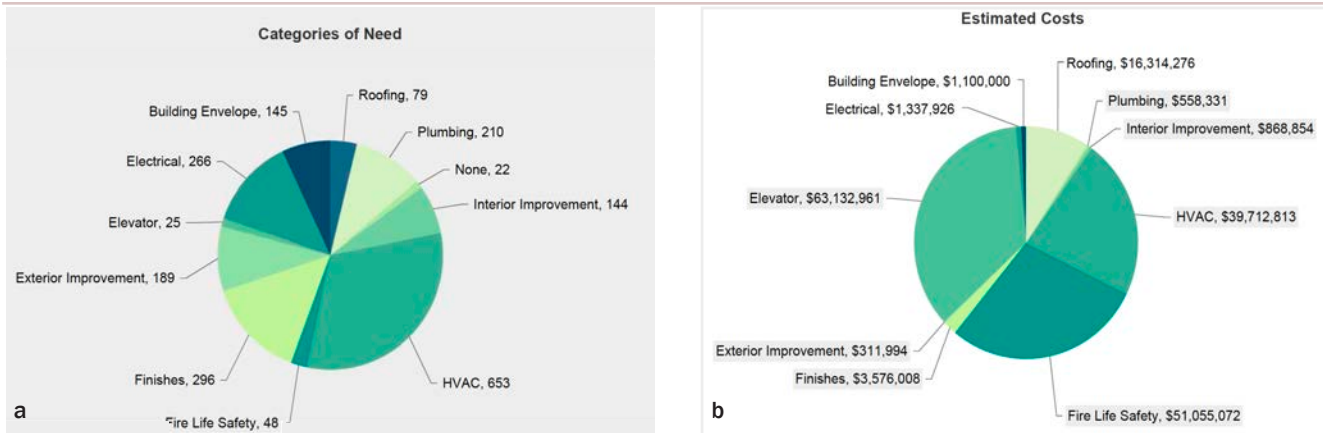 Categories of Need
Roofing, 79
Building Envelope, 145
Plumbing, 210
Electrical, 266
None, 22
Interior Improvement, 144
Elevator, 25
Exterior Improvement, 189
Finishes, 296
HVAC, 653
Fire Life Safety, 48
a
Estimated Costs
Roofing, $16,314,276
Building Envelope, $1,100,000
Plumbing, $558,331
Electrical, $1,337,926
Interior Improvement, $868,854
Elevator, $63,132,961
HVAC, $39,712,813
Exterior Improvement, $311,994
Finishes, $3,576,008
Fire Life Safety, $51,055,072
b